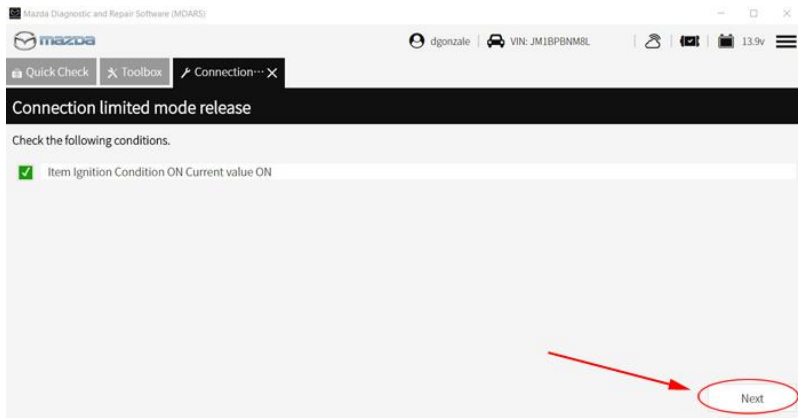 Mazda Diagnostic and Repair Software (MDARS)
mazda
dgonzale VIN: JM1BPBNM8L 13.9v
Quick Check Toolbox Connection··· X
Connection limited mode release
Check the following conditions.
Item Ignition Condition ON Current value ON
Next